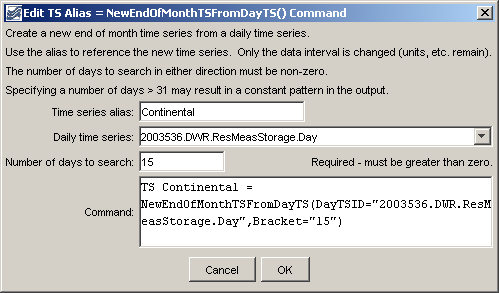 Edit TS Alias = NewEndOfMonthTSFromDayTS() Command
Create a new end of month time series from a daily time series.
Use the alias to reference the new time series. Only the data interval is changed (units, etc. remain).
The number of days to search in either direction must be non-zero.
Specifying a number of days > 31 may result in a constant pattern in the output.
Time series alias: Continental
Daily time series: 2003536.DWR.ResMeasStorage.Day
Number of days to search: 15 Required - must be greater than zero.
Command: TS Continental =
NewEndOfMonthTSFromDayTS(DayTSID="2003536.DWR.ResM
easStorage.Day",Bracket="15")
Cancel OK